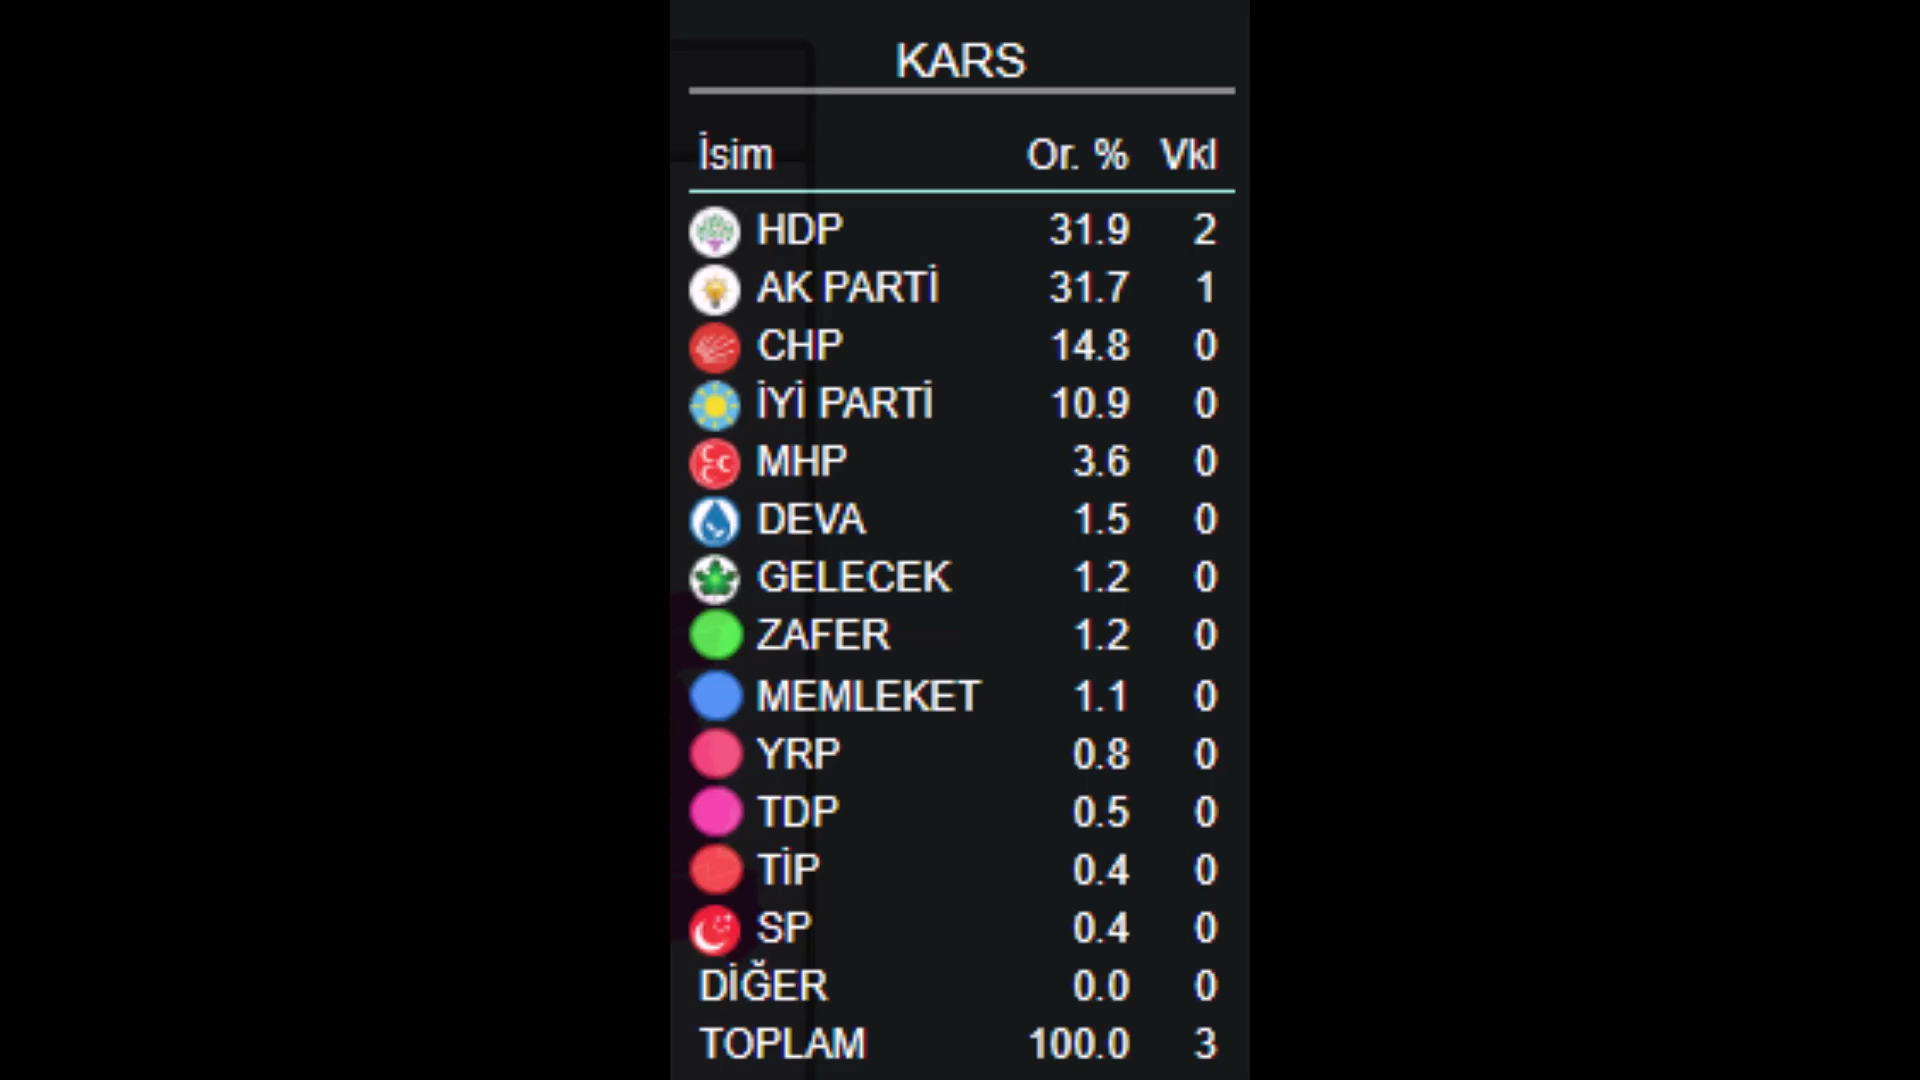 KARS
İsim Or. % Vkl
HDP 31.9 2
AK PARTİ 31.7 1
CHP 14.8 0
İYİ PARTİ 10.9 0
MHP 3.6 0
DEVA 1.5 0
GELECEK 1.2 0
ZAFER 1.2 0
MEMLEKET 1.1 0
YRP 0.8 0
TDP 0.5 0
TİP 0.4 0
SP 0.4 0
DİĞER 0.0 0
TOPLAM 100.0 3